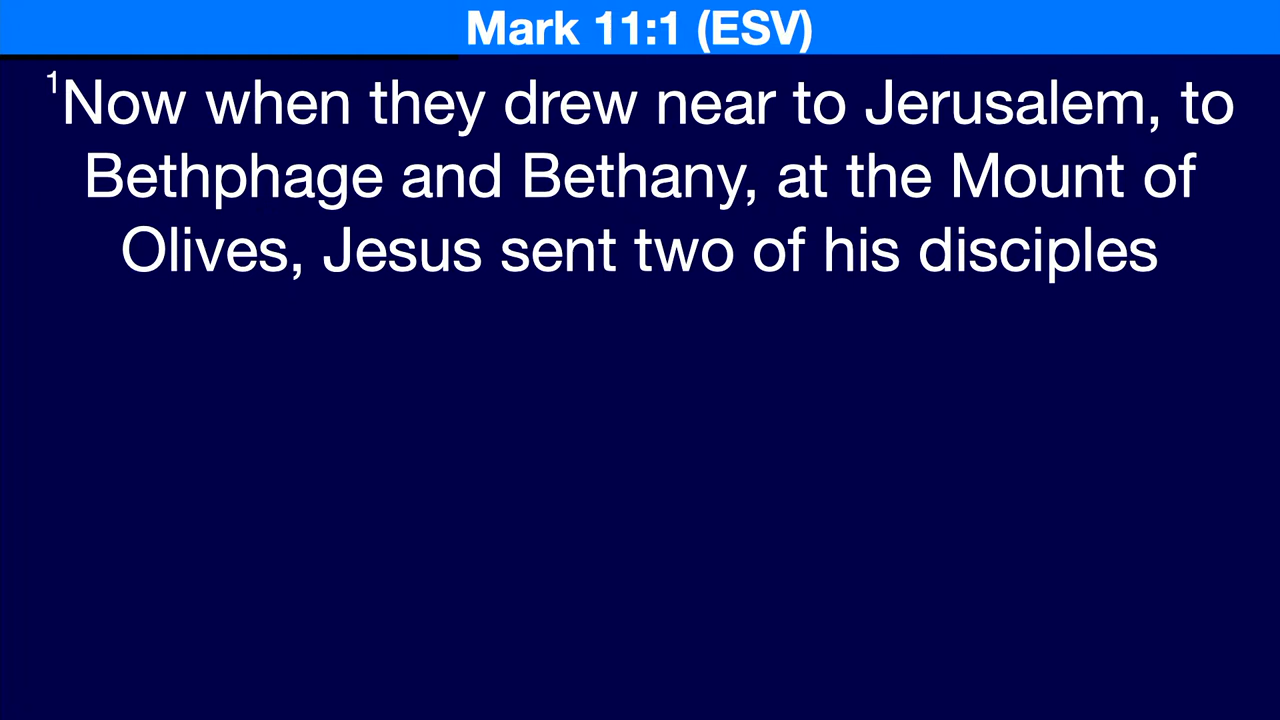 Mark 11:1 (ESV)
¹Now when they drew near to Jerusalem, to
Bethphage and Bethany, at the Mount of
Olives, Jesus sent two of his disciples